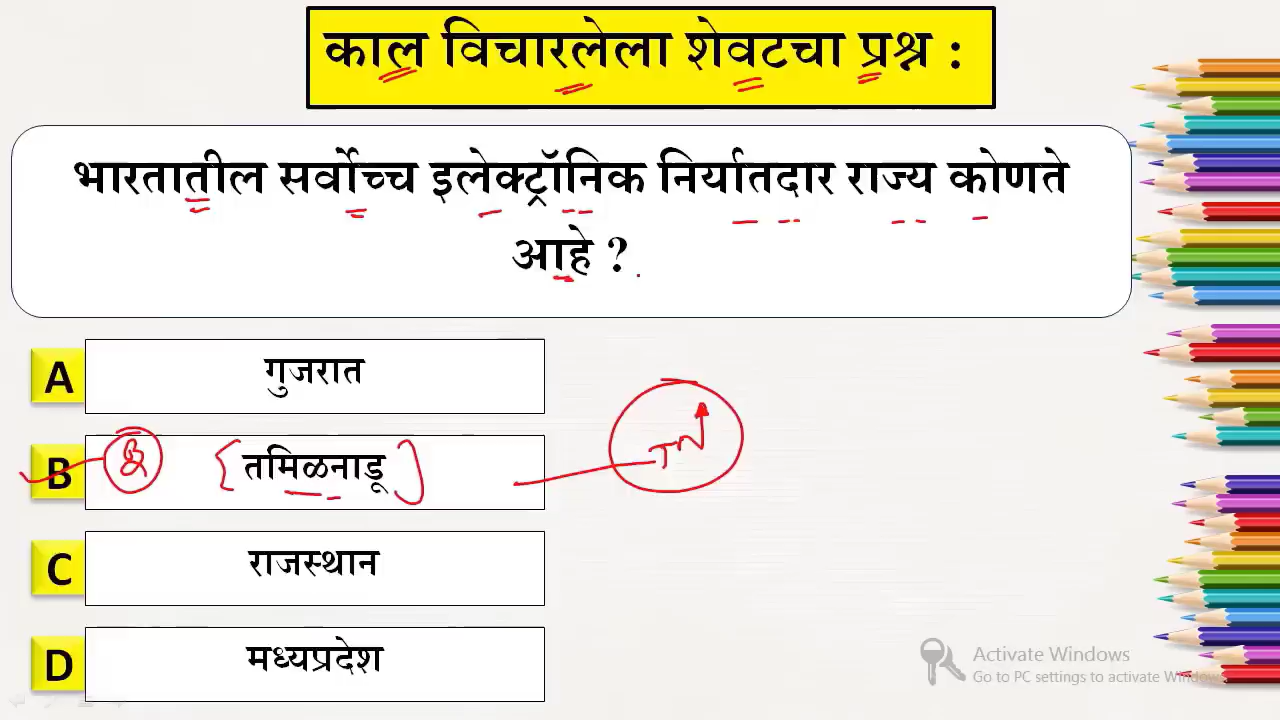 काल विचारलेला शेवटचा प्रश्न :
भारतातील सर्वोच्च इलेक्ट्रॉनिक निर्यातदार राज्य कोणते
आहे ?
A गुजरात
B तमिळनाडू
TN
C राजस्थान
D मध्यप्रदेश
Activate Windows
Go to PC settings to activate Windows